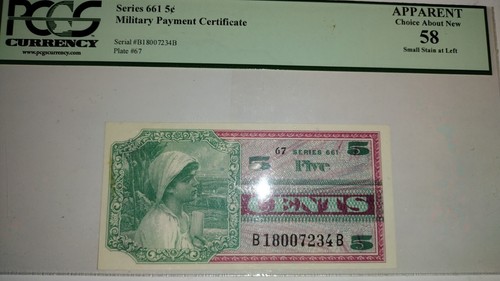 PCGS
CURRENCY
www.pcgscurrency.com
Series 661 5¢
Military Payment Certificate
Serial #B18007234B
Plate #67
APPARENT
Choice About New
58
Small Stain at Left
67 SERIES 661
5 Five 5
CENTS
B18007234B 5